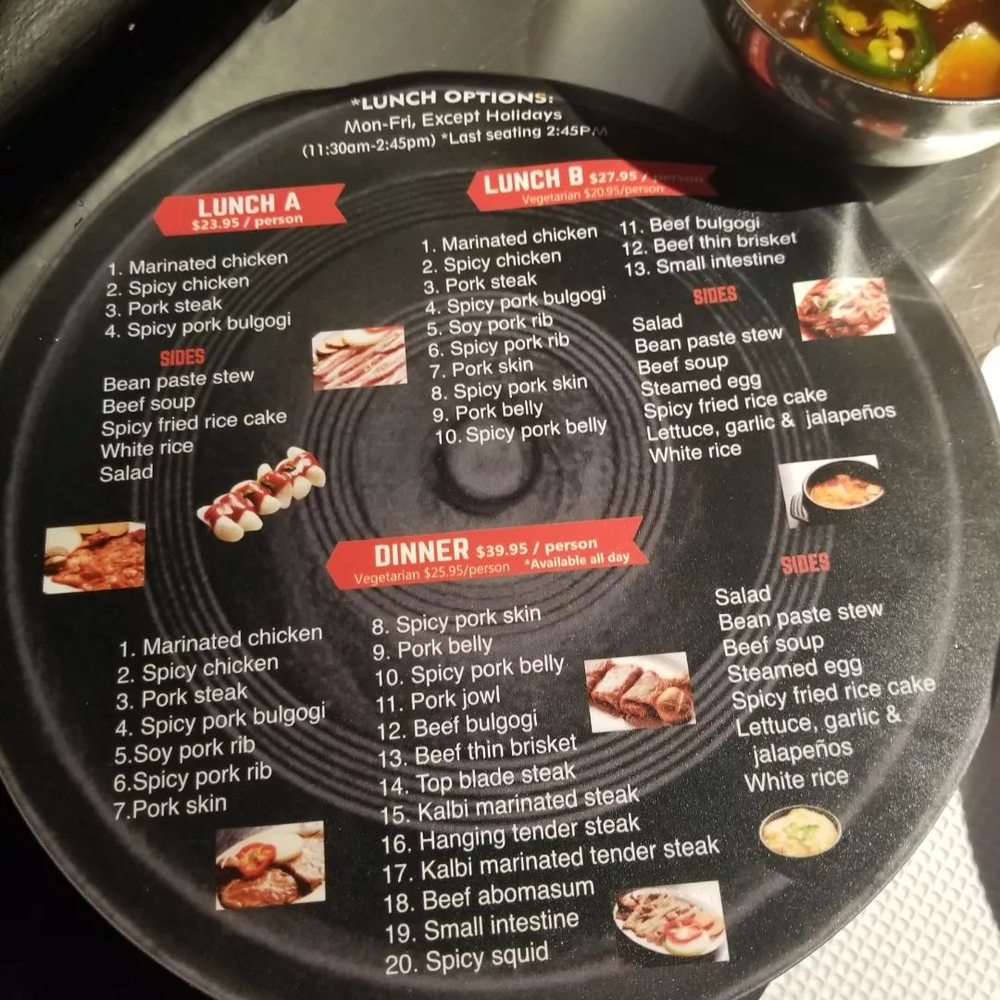 *LUNCH OPTIONS:
Mon-Fri, Except Holidays
(11:30am-2:45pm) *Last seating 2:45PM
LUNCH A
$23.95 / person
1. Marinated chicken
2. Spicy chicken
3. Pork steak
4. Spicy pork bulgogi
SIDES
Bean paste stew
Beef soup
Spicy fried rice cake
White rice
Salad
LUNCH B $27.95 / person
Vegetarian $20.95/person
1. Marinated chicken
2. Spicy chicken
3. Pork steak
4. Spicy pork bulgogi
5. Soy pork rib
6. Spicy pork rib
7. Pork skin
8. Spicy pork skin
9. Pork belly
10. Spicy pork belly
11. Beef bulgogi
12. Beef thin brisket
13. Small intestine
SIDES
Salad
Bean paste stew
Beef soup
Steamed egg
Spicy fried rice cake
Lettuce, garlic & jalapeños
White rice
DINNER $39.95 / person
Vegetarian $25.95/person *Available all day
1. Marinated chicken
2. Spicy chicken
3. Pork steak
4. Spicy pork bulgogi
5.Soy pork rib
6.Spicy pork rib
7.Pork skin
8. Spicy pork skin
9. Pork belly
10. Spicy pork belly
11. Pork jowl
12. Beef bulgogi
13. Beef thin brisket
14. Top blade steak
15. Kalbi marinated steak
16. Hanging tender steak
17. Kalbi marinated tender steak
18. Beef abomasum
19. Small intestine
20. Spicy squid
SIDES
Salad
Bean paste stew
Beef soup
Steamed egg
Spicy fried rice cake
Lettuce, garlic &
jalapeños
White rice